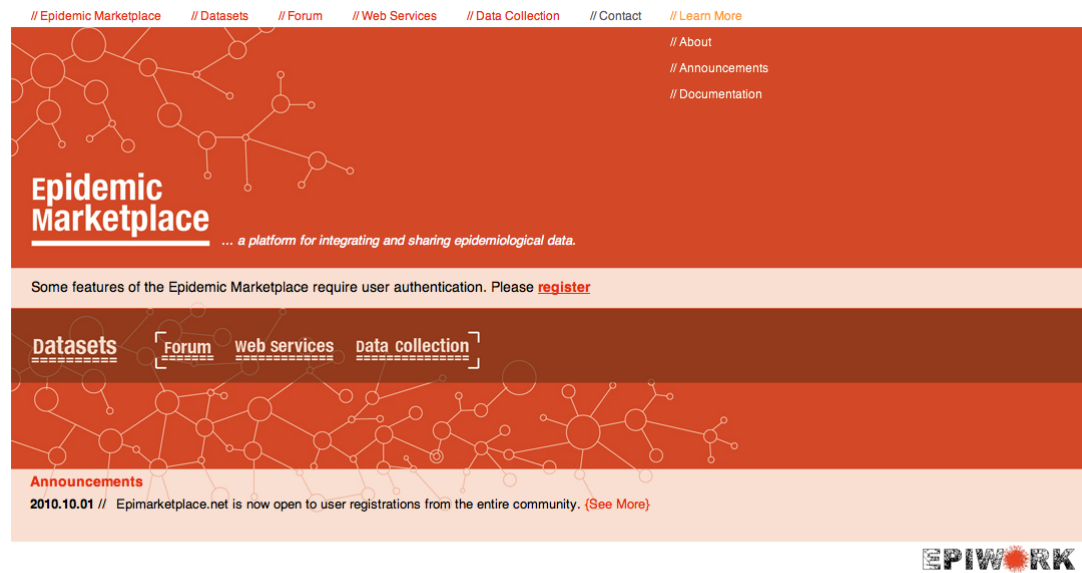 // Epidemic Marketplace // Datasets // Forum // Web Services // Data Collection // Contact // Learn More
// About
// Announcements
// Documentation
Epidemic
Marketplace
... a platform for integrating and sharing epidemiological data.
Some features of the Epidemic Marketplace require user authentication. Please register
Datasets Forum Web services Data collection
Announcements
2010.10.01 // Epimarketplace.net is now open to user registrations from the entire community. {See More}
EPIWORK